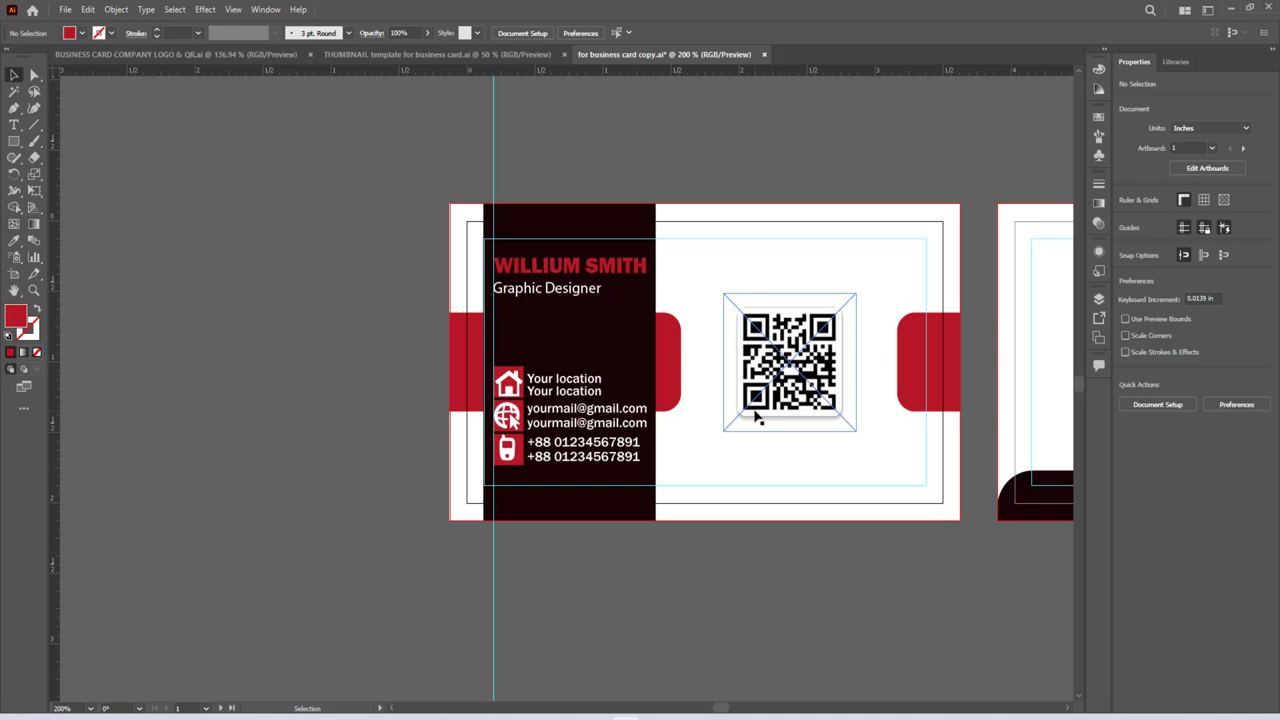 File Edit Object Type Select Effect View Window Help
No Selection Stroke: 3 pt. Round Opacity: 100% Style: Document Setup Preferences
BUSINESS CARD COMPANY LOGO & QR.ai @ 136.94 % (RGB/Preview) THUMBNAIL template for business card.ai @ 50 % (RGB/Preview) for business card copy.ai* @ 200 % (RGB/Preview)
Properties Libraries
No Selection
Document
Units: Inches
Artboard: 1
Edit Artboards
Ruler & Grids
Guides
Snap Options
Preferences
Keyboard Increment: 0.0139 in
Use Preview Bounds
Scale Corners
Scale Strokes & Effects
Quick Actions
Document Setup Preferences
WILLIUM SMITH
Graphic Designer
Your location
Your location
yourmail@gmail.com
yourmail@gmail.com
+88 01234567891
+88 01234567891
200% 0° 1 Selection